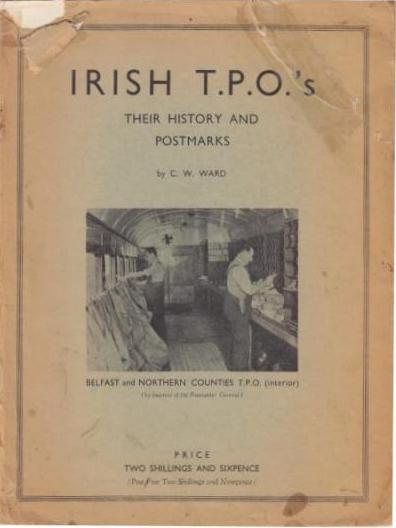 IRISH T.P.O.'s
THEIR HISTORY AND
POSTMARKS
by C. W. WARD
BELFAST and NORTHERN COUNTIES T.P.O. (interior)
(by courtesy of the Postmaster General)
PRICE
TWO SHILLINGS AND SIXPENCE
(Post Free Two Shillings and Ninepence)